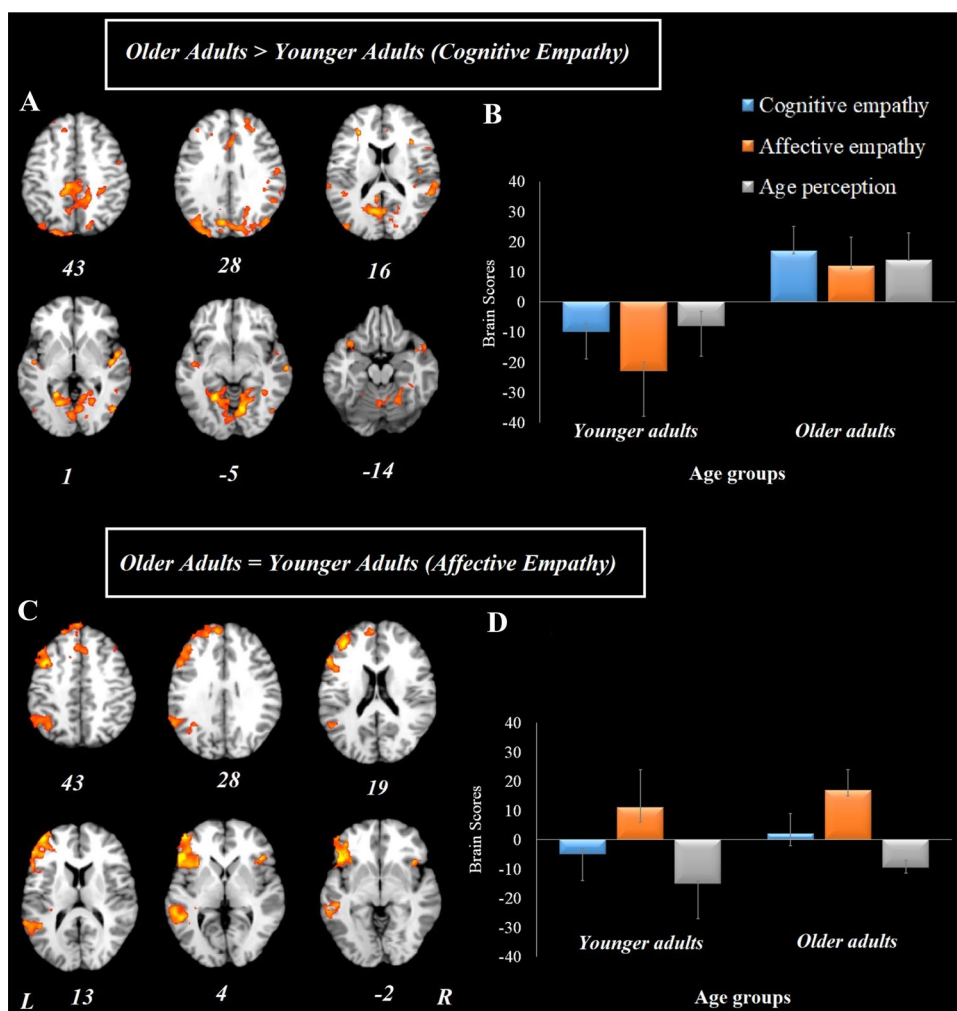 Older Adults > Younger Adults (Cognitive Empathy)
A
43
28
16
1
-5
-14
B
Cognitive empathy
Affective empathy
Age perception
Brain Scores
40
30
20
10
0
-10
-20
-30
-40
Younger adults
Older adults
Age groups
Older Adults = Younger Adults (Affective Empathy)
C
43
28
19
L
13
4
-2
R
D
Brain Scores
40
30
20
10
0
-10
-20
-30
-40
Younger adults
Older adults
Age groups